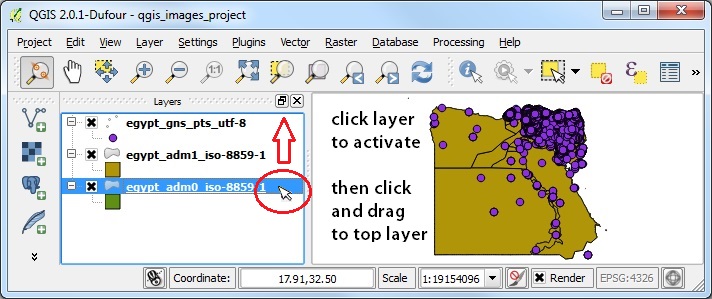 QGIS 2.0.1-Dufour - qgis_images_project
Project Edit View Layer Settings Plugins Vector Raster Database Processing Help
1:1
»
Layers
egypt_gns_pts_utf-8
egypt_adm1_iso-8859-1
egypt_adm0_iso-8859-1
click layer
to activate
then click
and drag
to top layer
Coordinate: 17.91,32.50 Scale 1:19154096 Render EPSG:4326